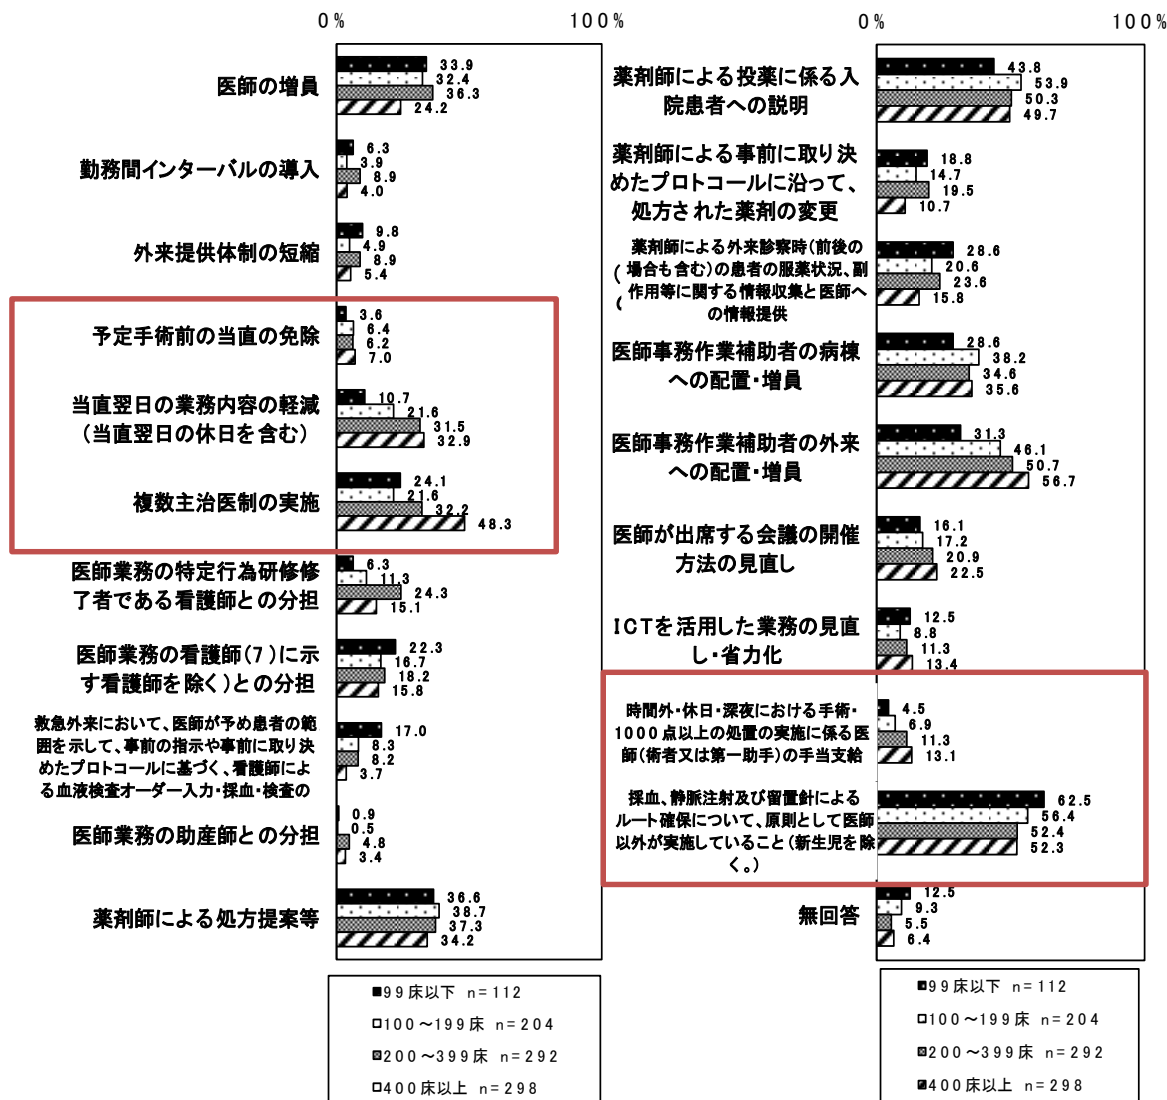 0%
100%
医師の増員
33.9
32.4
36.3
24.2
勤務間インターバルの導入
6.3
3.9
8.9
4.0
外来提供体制の短縮
9.8
4.9
8.9
5.4
予定手術前の当直の免除
3.6
6.4
6.2
7.0
当直翌日の業務内容の軽減
(当直翌日の休日を含む)
10.7
21.6
31.5
32.9
複数主治医制の実施
24.1
21.6
32.2
48.3
医師業務の特定行為研修修
了者である看護師との分担
6.3
11.3
24.3
15.1
医師業務の看護師(7)に示
す看護師を除く)との分担
22.3
16.7
18.2
15.8
救急外来において、医師が予め患者の範
囲を示して、事前の指示や事前に取り決
めたプロトコールに基づく、看護師によ
る血液検査オーダー入力・採血・検査の
17.0
8.3
8.2
3.7
医師業務の助産師との分担
0.9
0.5
4.8
3.4
薬剤師による処方提案等
36.6
38.7
37.3
34.2
99床以下 n=112
100～199床 n=204
200～399床 n=292
400床以上 n=298
0%
100%
薬剤師による投薬に係る入
院患者への説明
43.8
53.9
50.3
49.7
薬剤師による事前に取り決
めたプロトコールに沿って、
処方された薬剤の変更
18.8
14.7
19.5
10.7
薬剤師による外来診察時(前後の
(場合も含む)の患者の服薬状況、副
(作用等に関する情報収集と医師へ
の情報提供
28.6
20.6
23.6
15.8
医師事務作業補助者の病棟
への配置・増員
28.6
38.2
34.6
35.6
医師事務作業補助者の外来
への配置・増員
31.3
46.1
50.7
56.7
医師が出席する会議の開催
方法の見直し
16.1
17.2
20.9
22.5
ICTを活用した業務の見直
し・省力化
12.5
8.8
11.3
13.4
時間外・休日・深夜における手術・
1000点以上の処置の実施に係る医
師(術者又は第一助手)の手当支給
4.5
6.9
11.3
13.1
採血、静脈注射及び留置針による
ルート確保について、原則として医師
以外が実施していること(新生児を除
く。)
62.5
56.4
52.4
52.3
無回答
12.5
9.3
5.5
6.4
99床以下 n=112
100～199床 n=204
200～399床 n=292
400床以上 n=298